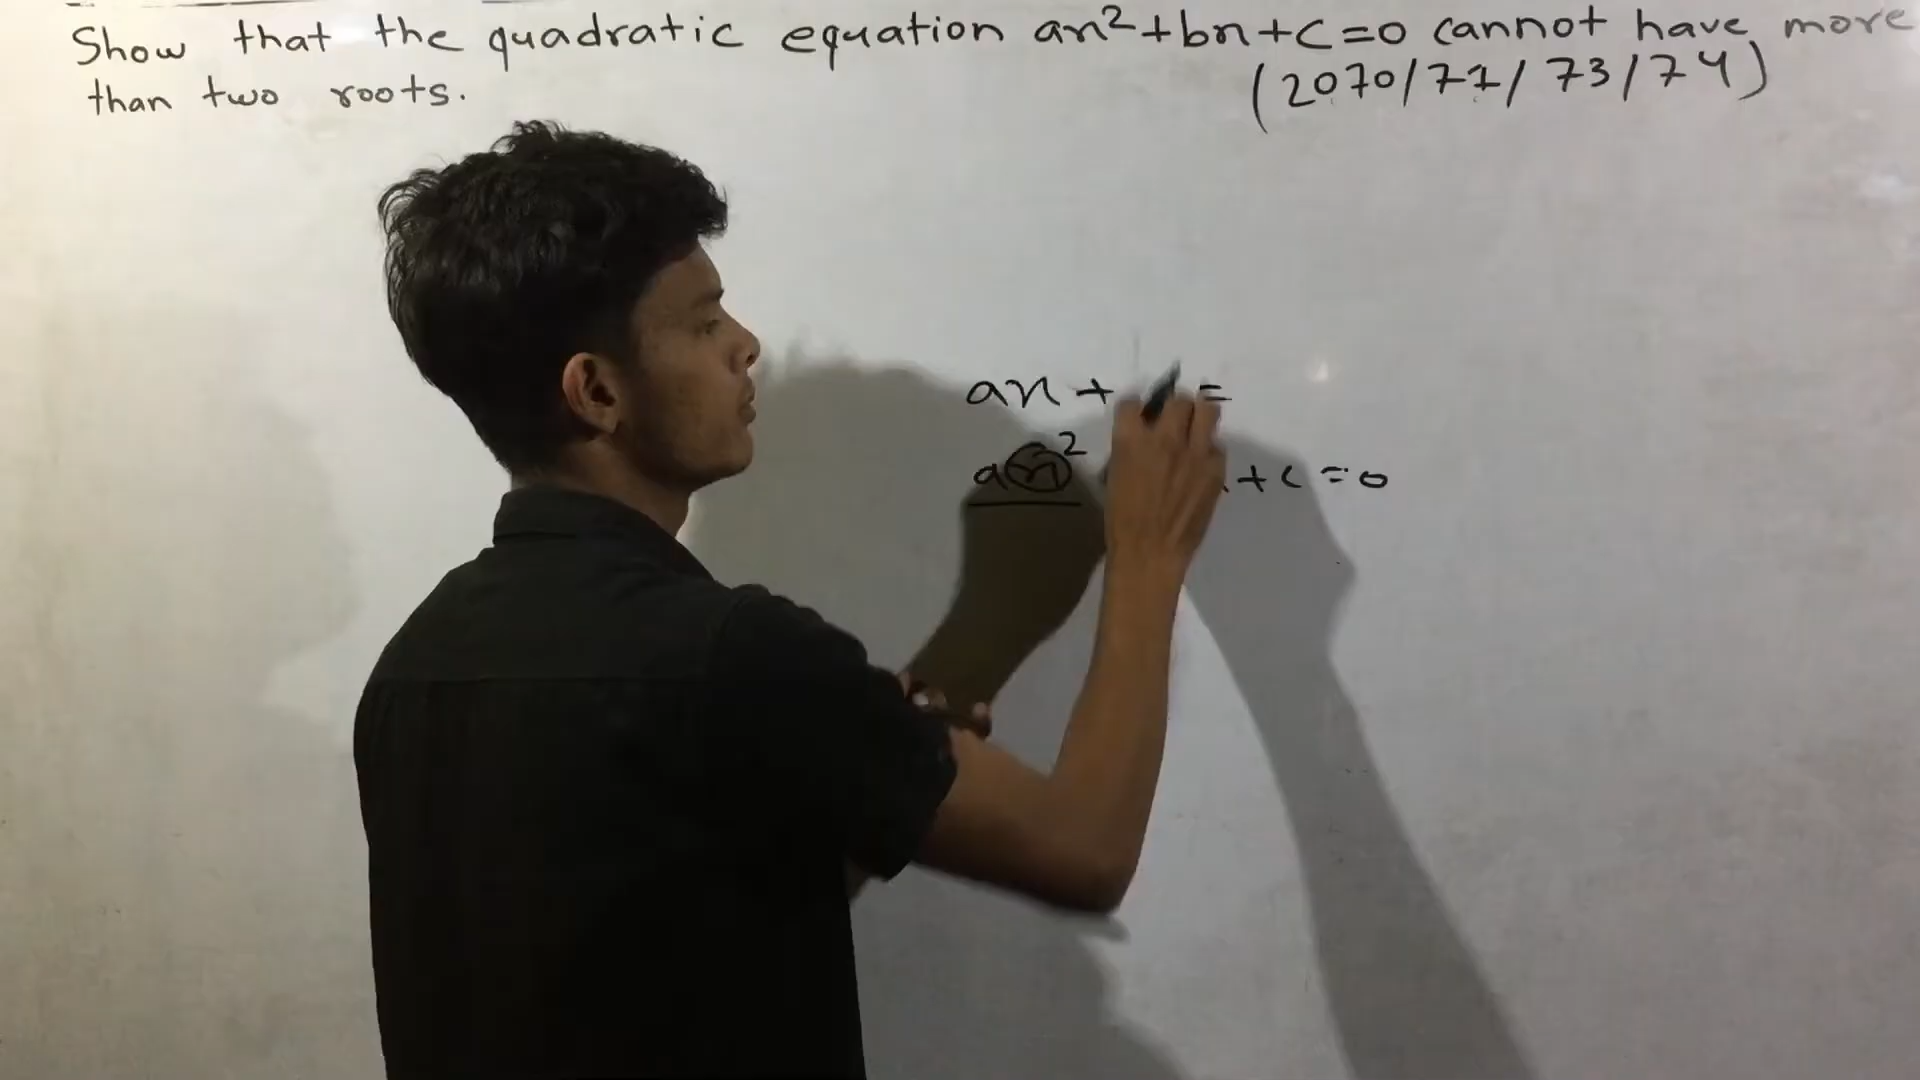 Show that the quadratic equation ax²+bx+c=0 cannot have more
than two roots.
(2070/71/73/74)
ax + =
ax² +c=0